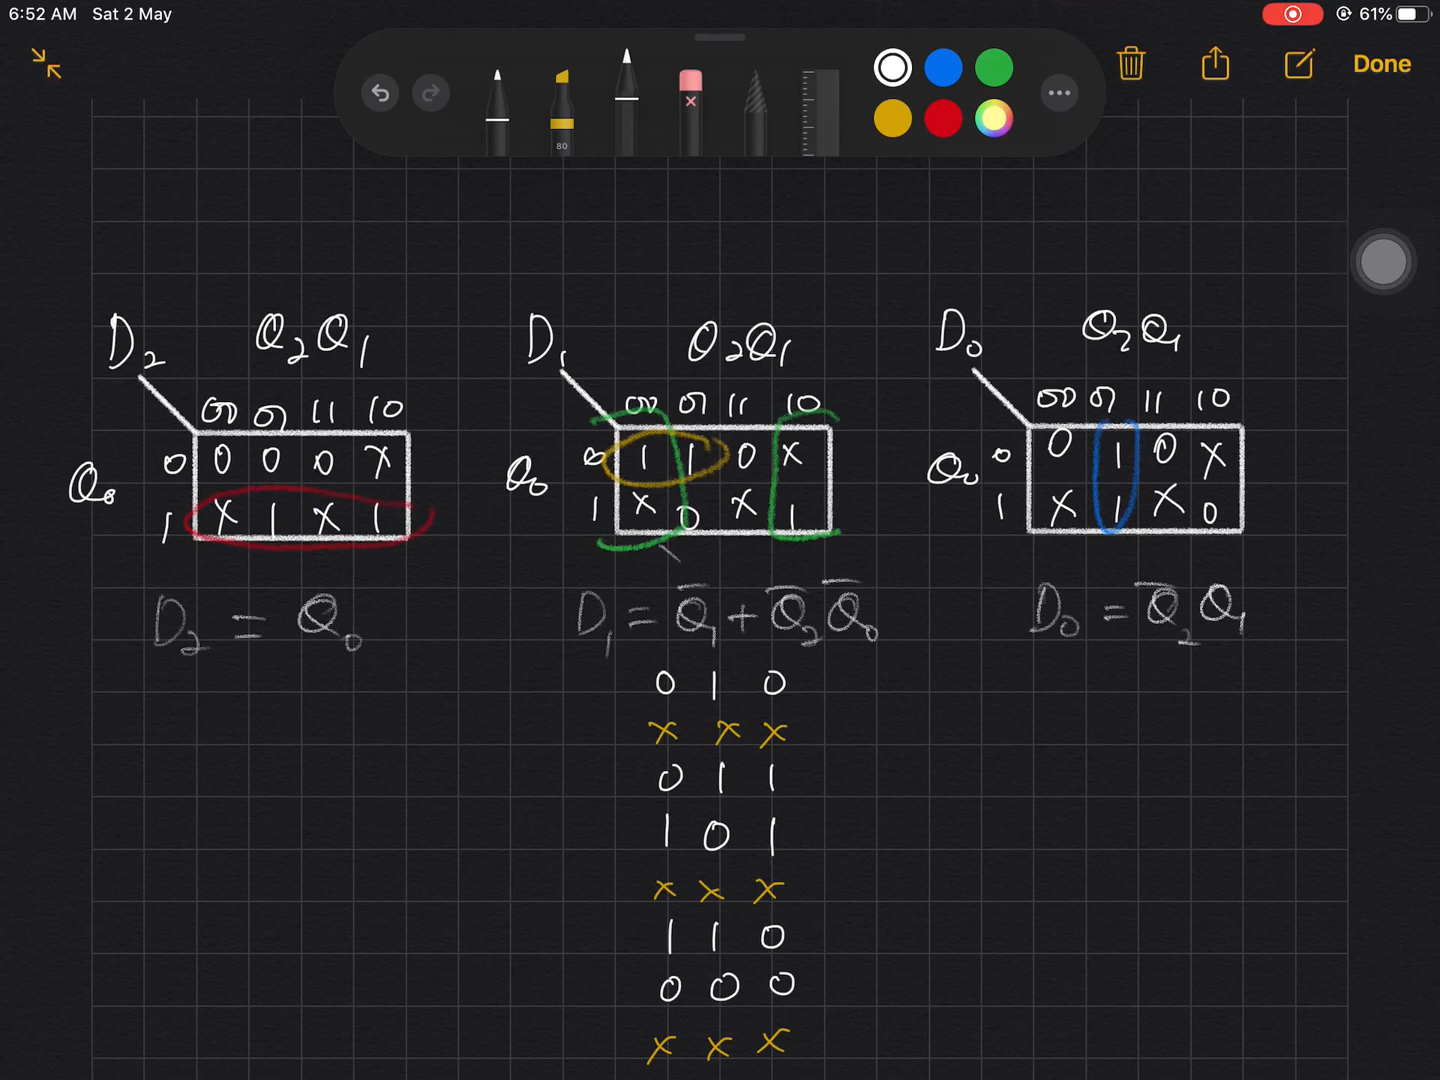 6:52 AM Sat 2 May 61%
Done
80
D₂ Q₂Q₁
00 01 11 10
Q₀ 0 0 0 0 X
1 X 1 X 1
D₂ = Q₀
D₁ Q₂Q₁
00 01 11 10
Q₀ 0 1 1 0 X
1 X 0 X 1
D₁ = Q̅₁ + Q̅₂ Q̅₀
D₀ Q₂Q₁
00 01 11 10
Q₀ 0 0 1 0 X
1 X 1 X 0
D₀ = Q̅₂ Q₁
0 1 0
X X X
0 1 1
1 0 1
X X X
1 1 0
0 0 0
X X X